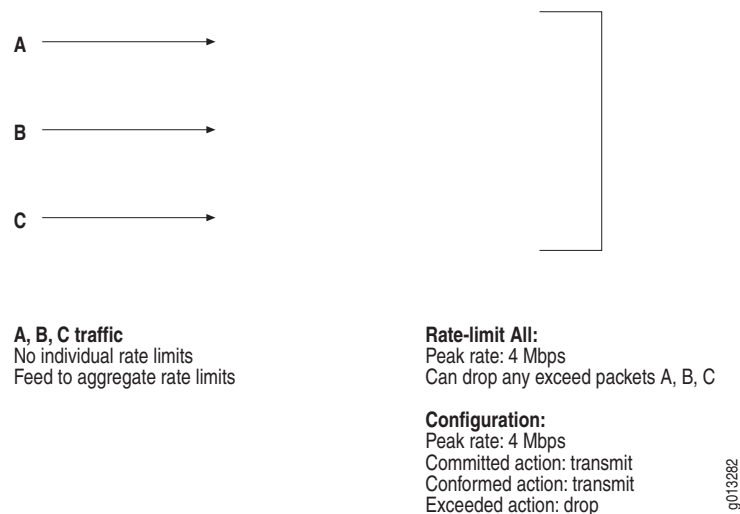 A
B
C
A, B, C traffic
No individual rate limits
Feed to aggregate rate limits
Rate-limit All:
Peak rate: 4 Mbps
Can drop any exceed packets A, B, C
Configuration:
Peak rate: 4 Mbps
Committed action: transmit
Conformed action: transmit
Exceeded action: drop
g013282